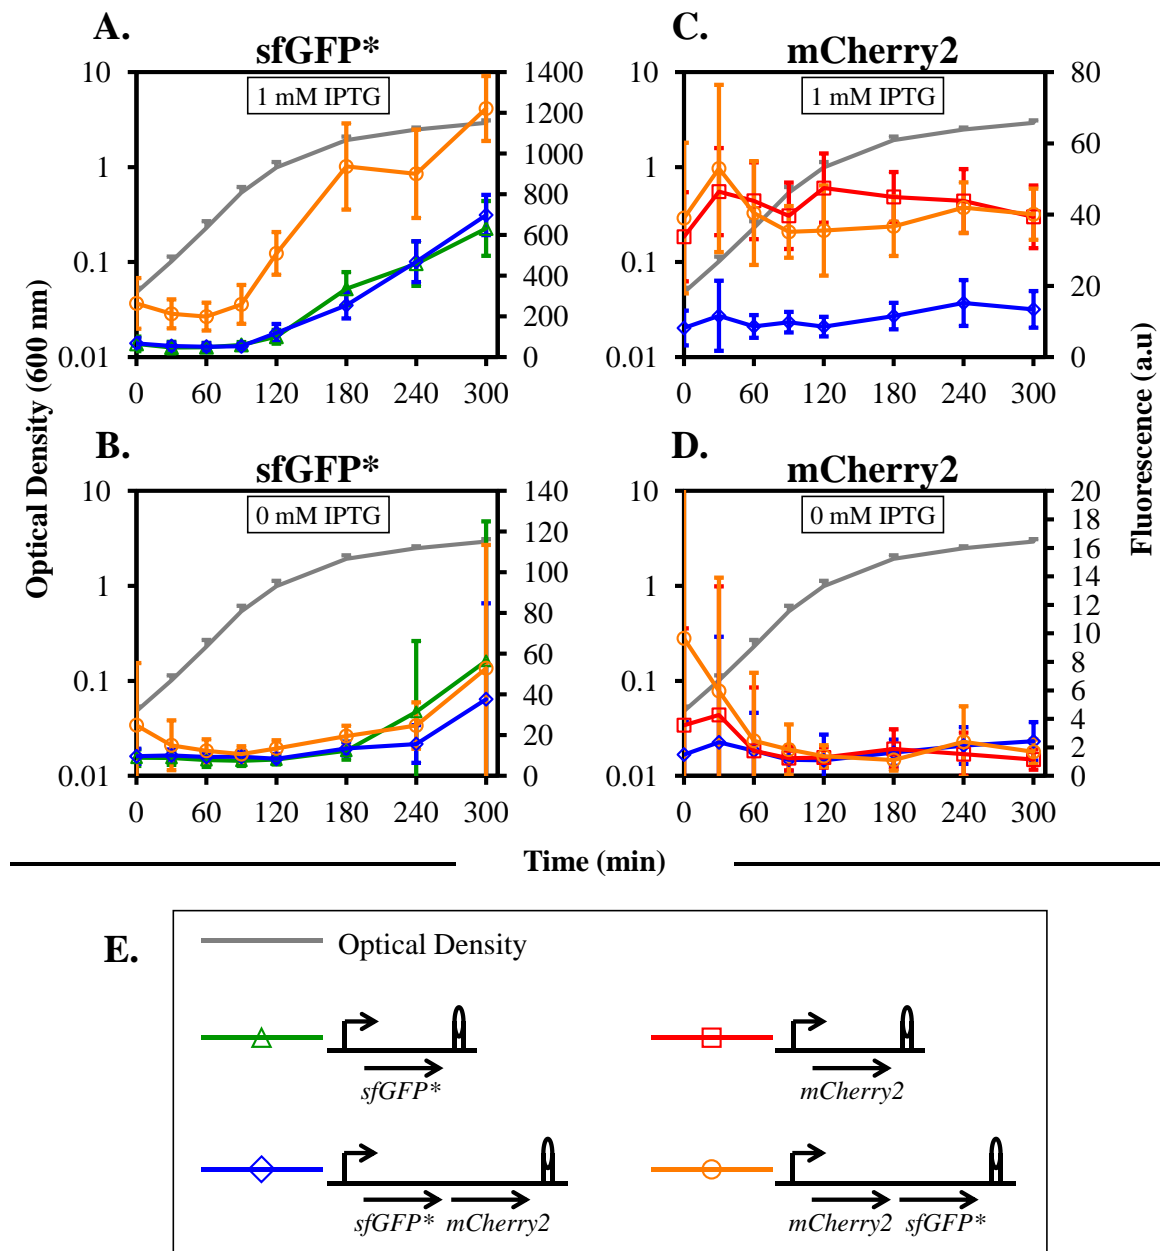 A.
sfGFP*
1 mM IPTG
10
1
0.1
0.01
1400
1200
1000
800
600
400
200
0
0 60 120 180 240 300
C.
mCherry2
1 mM IPTG
10
1
0.1
0.01
80
60
40
20
0
0 60 120 180 240 300
B.
sfGFP*
0 mM IPTG
10
1
0.1
0.01
140
120
100
80
60
40
20
0
0 60 120 180 240 300
D.
mCherry2
0 mM IPTG
10
1
0.1
0.01
20
18
16
14
12
10
8
6
4
2
0
0 60 120 180 240 300
Optical Density (600 nm)
Fluorescence (a.u)
Time (min)
E.
Optical Density
sfGFP*
mCherry2
sfGFP* mCherry2
mCherry2 sfGFP*